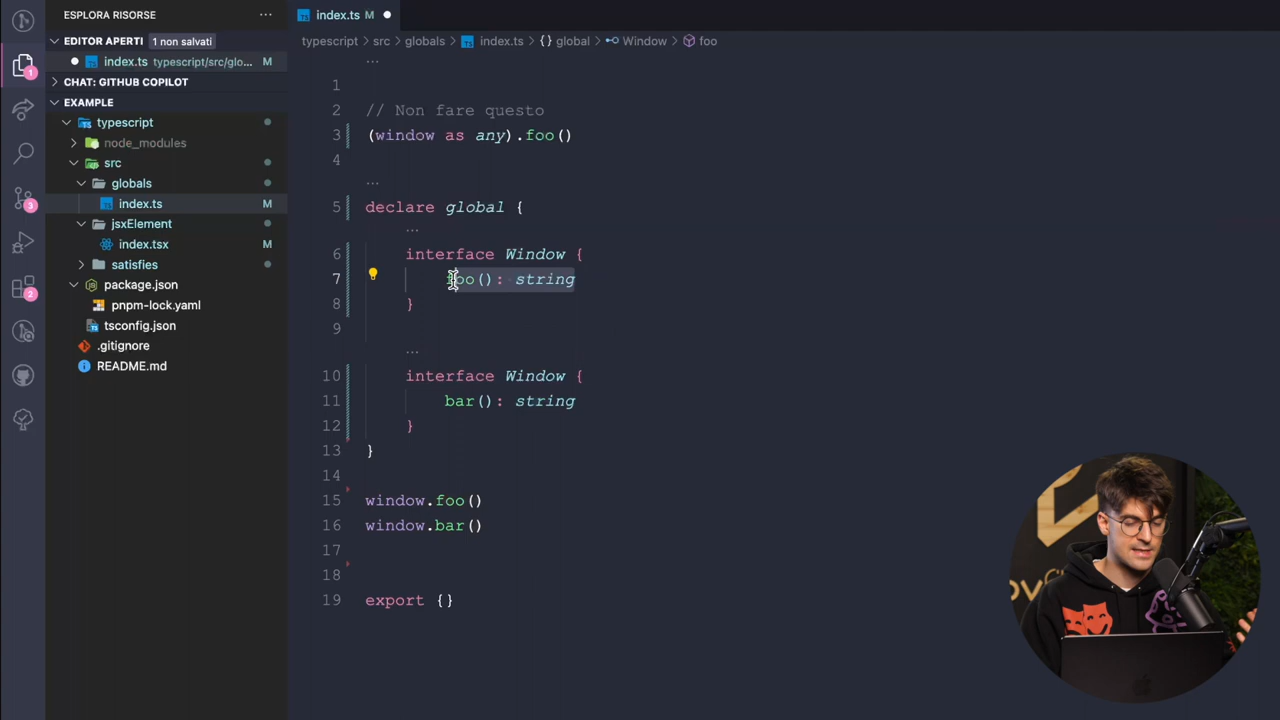 ESPLORA RISORSE
EDITOR APERTI 1 non salvati
index.ts typescript/src/glo... M
CHAT: GITHUB COPILOT
EXAMPLE
typescript
node_modules
src
globals
index.ts M
jsxElement
index.tsx M
satisfies
package.json
pnpm-lock.yaml
tsconfig.json
.gitignore
README.md
1
3
index.ts M
typescript > src > globals > index.ts > {} global > Window > foo
1
2 // Non fare questo
3 (window as any).foo()
4
5 declare global {
6 interface Window {
7 foo(): string
8 }
9
10 interface Window {
11 bar(): string
12 }
13 }
14
15 window.foo()
16 window.bar()
17
18
19 export {}